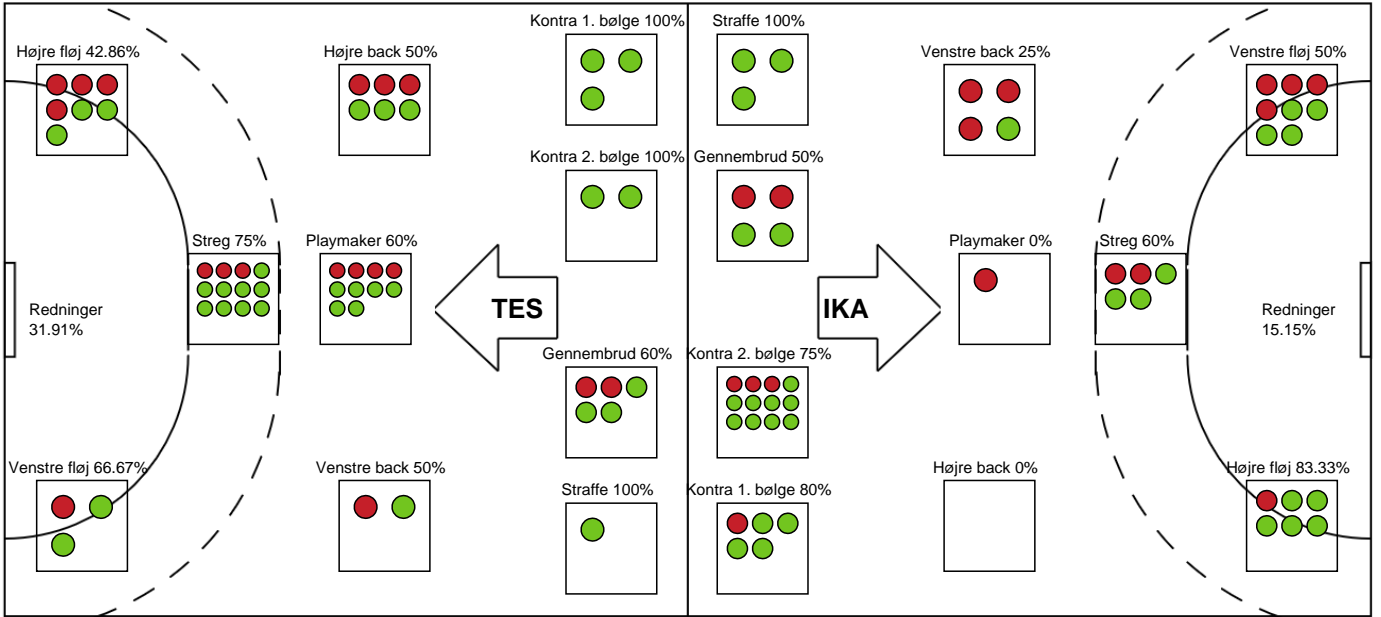 Kontra 1. bølge 100%
Straffe 100%
Højre fløj 42.86%
Højre back 50%
Venstre back 25%
Venstre fløj 50%
Kontra 2. bølge 100%
Gennembrud 50%
Streg 75%
Playmaker 60%
Playmaker 0%
Streg 60%
Redninger
31.91%
TES
IKA
Redninger
15.15%
Gennembrud 60%
Kontra 2. bølge 75%
Venstre fløj 66.67%
Venstre back 50%
Højre back 0%
Højre fløj 83.33%
Straffe 100%
Kontra 1. bølge 80%